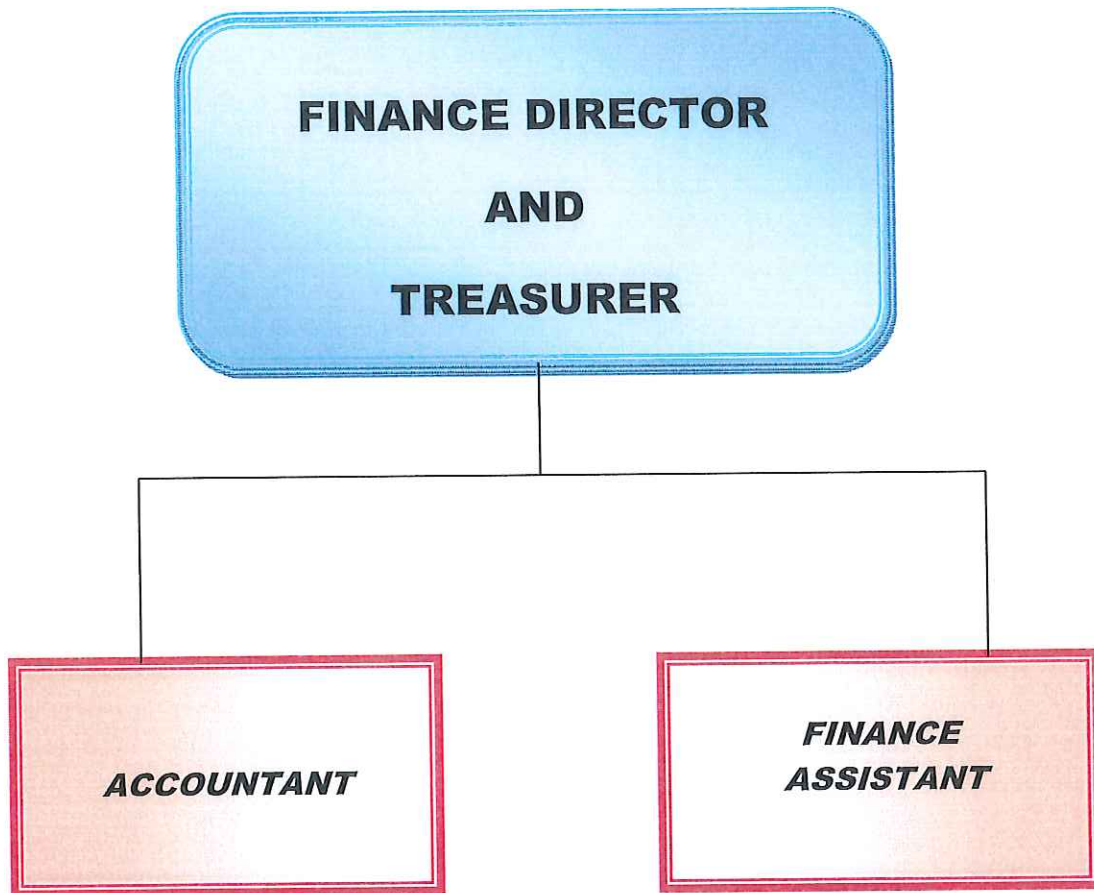 FINANCE DIRECTOR
AND
TREASURER
ACCOUNTANT
FINANCE
ASSISTANT